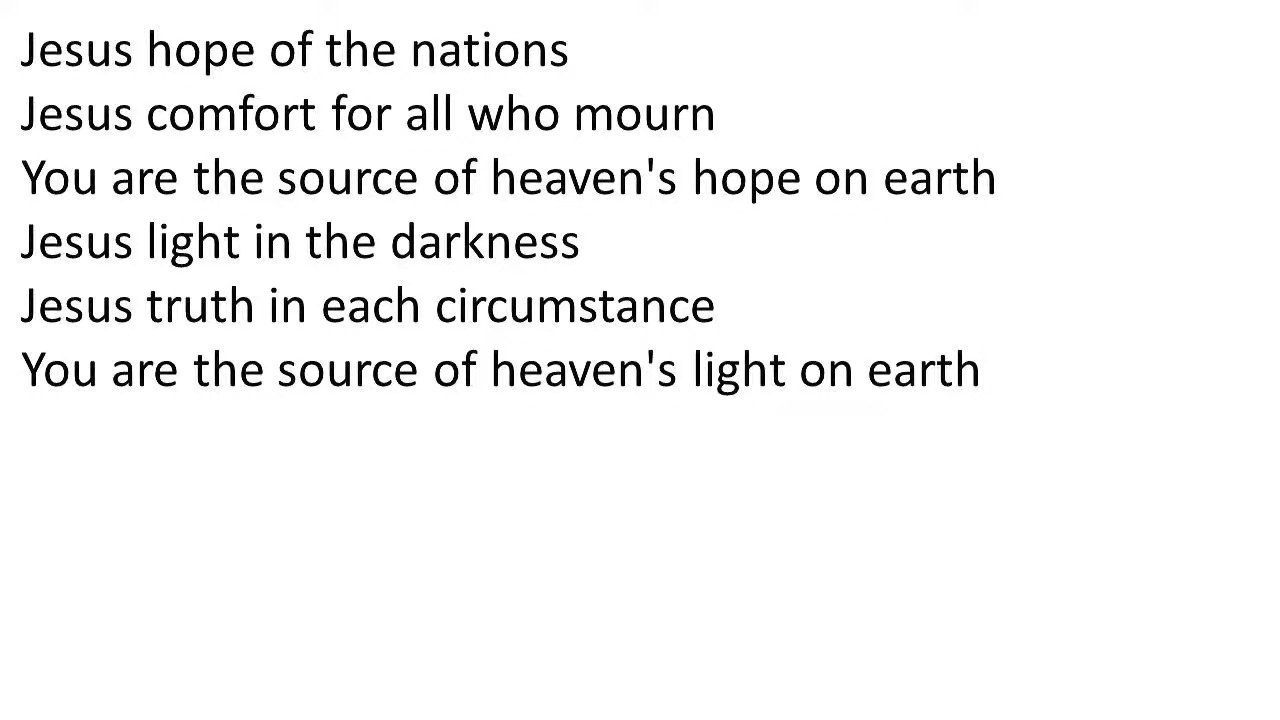 Jesus hope of the nations
Jesus comfort for all who mourn
You are the source of heaven's hope on earth
Jesus light in the darkness
Jesus truth in each circumstance
You are the source of heaven's light on earth